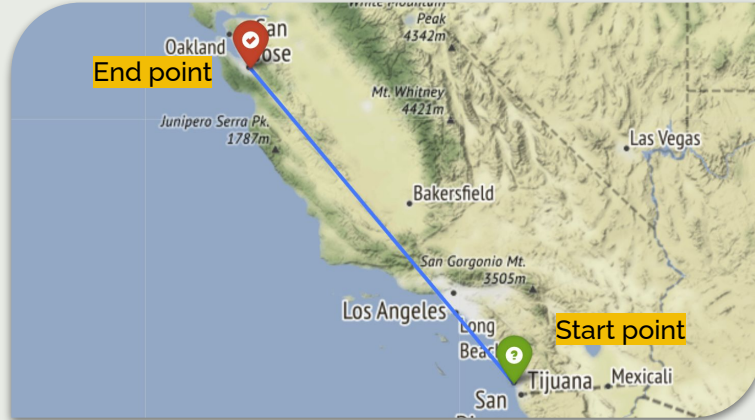 White Mountain
Peak
4342m
San
Jose
Oakland
End point
Mt. Whitney
4421m
Junipero Serra Pk.
1787m
Las Vegas
Bakersfield
San Gorgonio Mt.
3505m
Los Angeles
Long
Beach
Start point
Tijuana
Mexicali
San